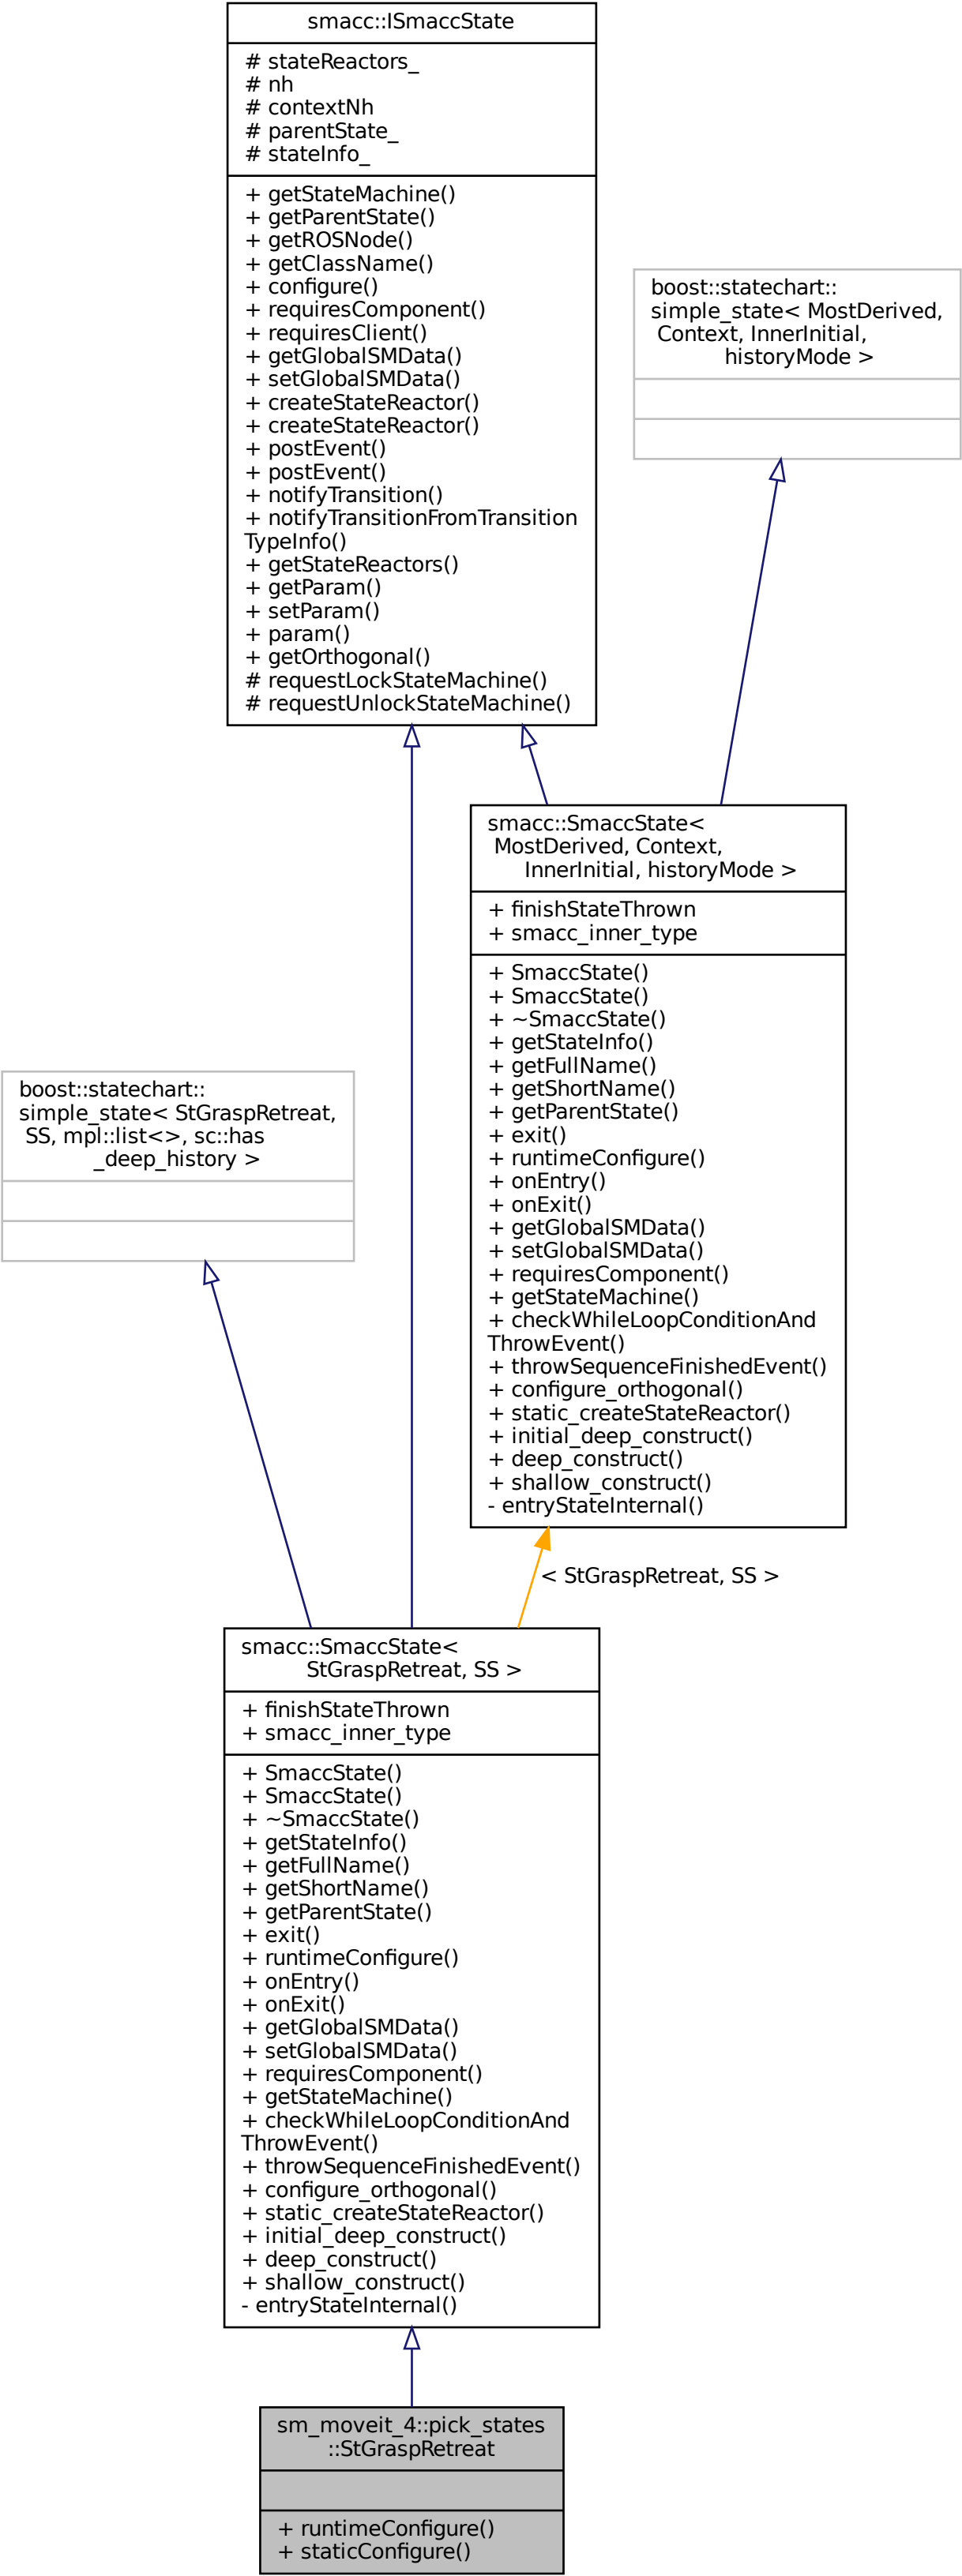 smacc::ISmaccState
# stateReactors_
# nh
# contextNh
# parentState_
# stateInfo_
+ getStateMachine()
+ getParentState()
+ getROSNode()
+ getClassName()
+ configure()
+ requiresComponent()
+ requiresClient()
+ getGlobalSMData()
+ setGlobalSMData()
+ createStateReactor()
+ createStateReactor()
+ postEvent()
+ postEvent()
+ notifyTransition()
+ notifyTransitionFromTransition
TypeInfo()
+ getStateReactors()
+ getParam()
+ setParam()
+ param()
+ getOrthogonal()
# requestLockStateMachine()
# requestUnlockStateMachine()
boost::statechart::
simple_state< MostDerived,
Context, InnerInitial,
historyMode >
smacc::SmaccState<
MostDerived, Context,
InnerInitial, historyMode >
+ finishStateThrown
+ smacc_inner_type
+ SmaccState()
+ SmaccState()
+ ~SmaccState()
+ getStateInfo()
+ getFullName()
+ getShortName()
+ getParentState()
+ exit()
+ runtimeConfigure()
+ onEntry()
+ onExit()
+ getGlobalSMData()
+ setGlobalSMData()
+ requiresComponent()
+ getStateMachine()
+ checkWhileLoopConditionAnd
ThrowEvent()
+ throwSequenceFinishedEvent()
+ configure_orthogonal()
+ static_createStateReactor()
+ initial_deep_construct()
+ deep_construct()
+ shallow_construct()
- entryStateInternal()
boost::statechart::
simple_state< StGraspRetreat,
SS, mpl::list<>, sc::has
_deep_history >
< StGraspRetreat, SS >
smacc::SmaccState<
StGraspRetreat, SS >
+ finishStateThrown
+ smacc_inner_type
+ SmaccState()
+ SmaccState()
+ ~SmaccState()
+ getStateInfo()
+ getFullName()
+ getShortName()
+ getParentState()
+ exit()
+ runtimeConfigure()
+ onEntry()
+ onExit()
+ getGlobalSMData()
+ setGlobalSMData()
+ requiresComponent()
+ getStateMachine()
+ checkWhileLoopConditionAnd
ThrowEvent()
+ throwSequenceFinishedEvent()
+ configure_orthogonal()
+ static_createStateReactor()
+ initial_deep_construct()
+ deep_construct()
+ shallow_construct()
- entryStateInternal()
sm_moveit_4::pick_states
::StGraspRetreat
+ runtimeConfigure()
+ staticConfigure()